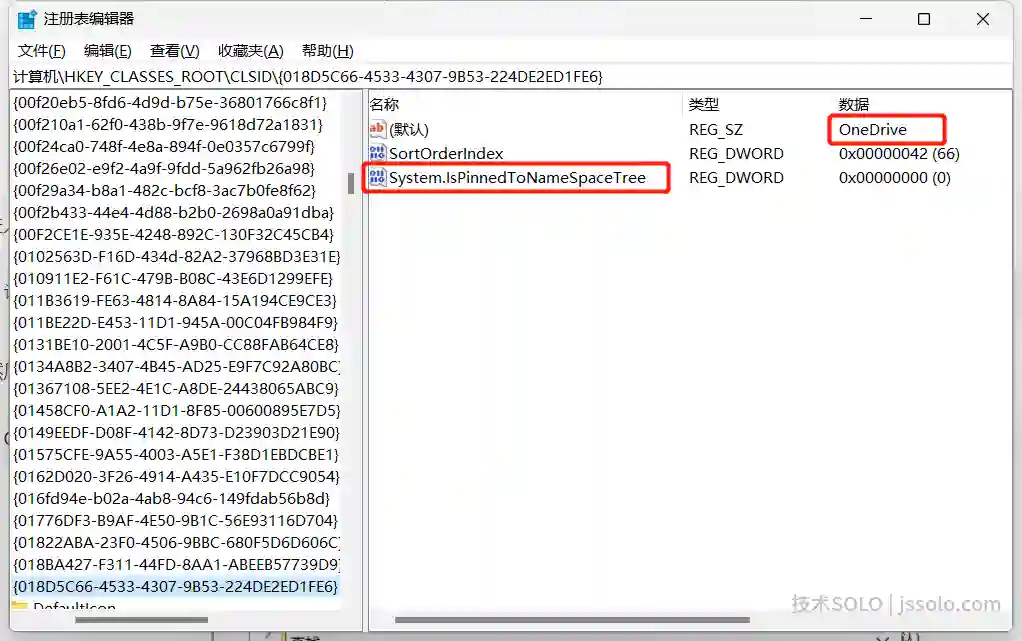 注册表编辑器
文件(F) 编辑(E) 查看(V) 收藏夹(A) 帮助(H)
计算机\HKEY_CLASSES_ROOT\CLSID\{018D5C66-4533-4307-9B53-224DE2ED1FE6}
{00f20eb5-8fd6-4d9d-b75e-36801766c8f1}
{00f210a1-62f0-438b-9f7e-9618d72a1831}
{00f24ca0-748f-4e8a-894f-0e0357c6799f}
{00f26e02-e9f2-4a9f-9fdd-5a962fb26a98}
{00f29a34-b8a1-482c-bcf8-3ac7b0fe8f62}
{00f2b433-44e4-4d88-b2b0-2698a0a91dba}
{00F2CE1E-935E-4248-892C-130F32C45CB4}
{0102563D-F16D-434d-82A2-37968BD3E31E}
{010911E2-F61C-479B-B08C-43E6D1299EFE}
{011B3619-FE63-4814-8A84-15A194CE9CE3}
{011BE22D-E453-11D1-945A-00C04FB984F9}
{0131BE10-2001-4C5F-A9B0-CC88FAB64CE8}
{0134A8B2-3407-4B45-AD25-E9F7C92A80BC}
{01367108-5EE2-4E1C-A8DE-24438065ABC9}
{01458CF0-A1A2-11D1-8F85-00600895E7D5}
{0149EEDF-D08F-4142-8D73-D23903D21E90}
{01575CFE-9A55-4003-A5E1-F38D1EBDCBE1}
{0162D020-3F26-4914-A435-E10F7DCC9054}
{016fd94e-b02a-4ab8-94c6-149fdab56b8d}
{01776DF3-B9AF-4E50-9B1C-56E93116D704}
{01822ABA-23F0-4506-9BBC-680F5D6D606C}
{018BA427-F311-44FD-8AA1-ABEEB57739D9}
{018D5C66-4533-4307-9B53-224DE2ED1FE6}
DefaultIcon
名称 类型 数据
(默认) REG_SZ OneDrive
SortOrderIndex REG_DWORD 0x00000042 (66)
System.IsPinnedToNameSpaceTree REG_DWORD 0x00000000 (0)
技术SOLO | jssolo.com